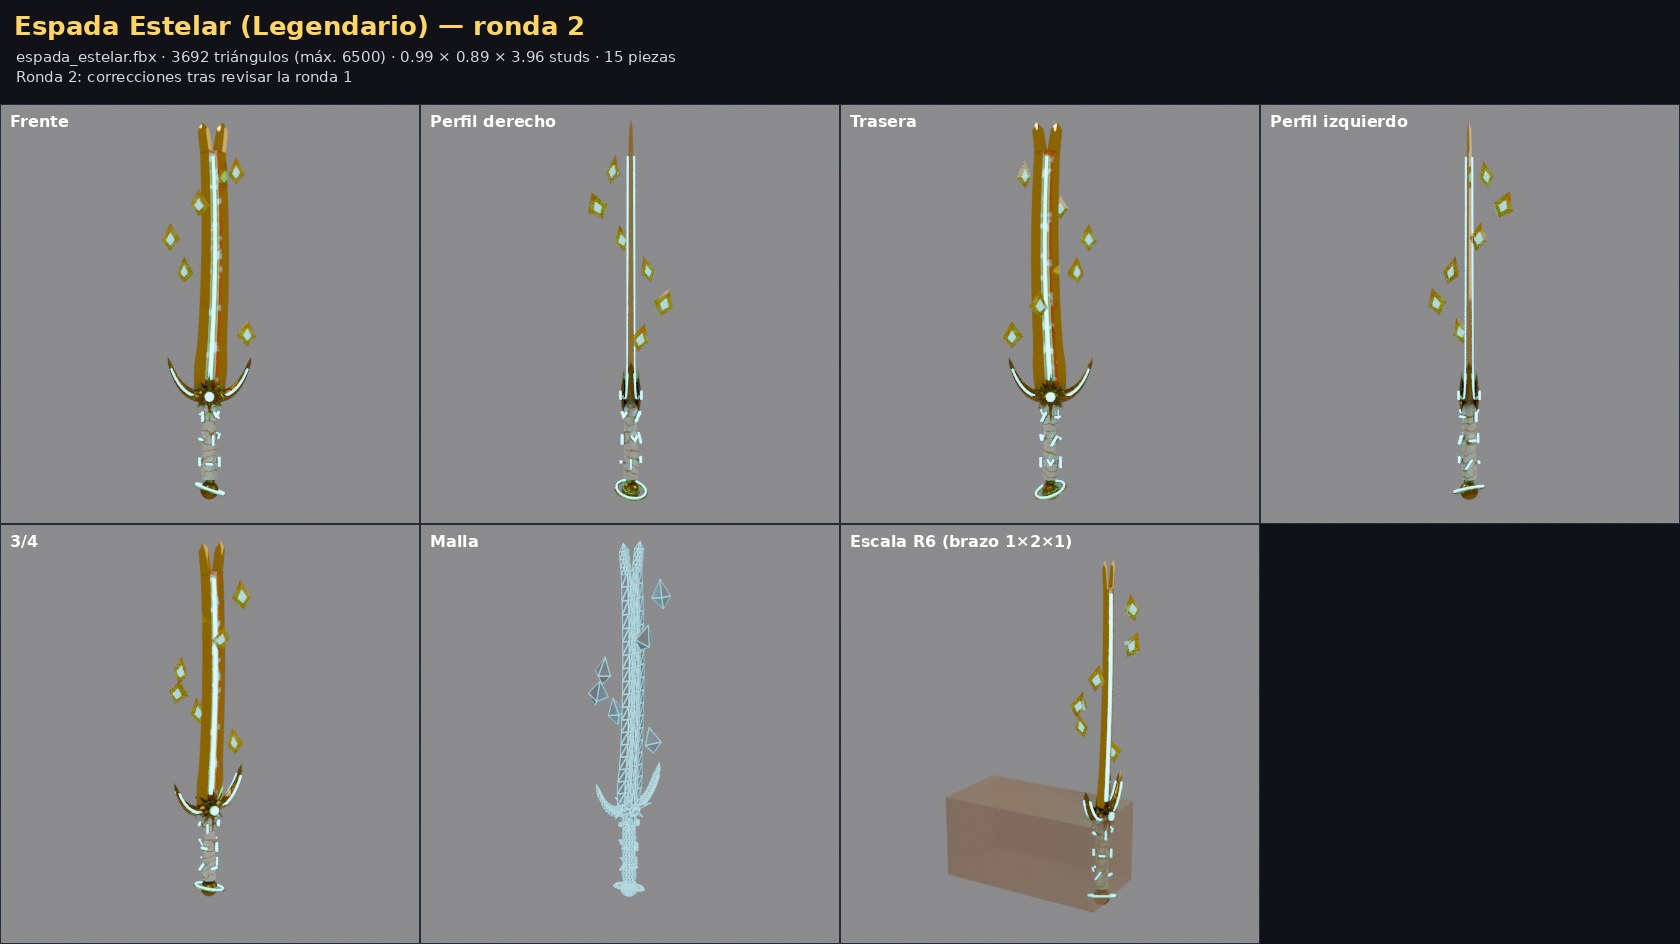 Espada Estelar (Legendario) — ronda 2
espada_estelar.fbx · 3692 triángulos (máx. 6500) · 0.99 × 0.89 × 3.96 studs · 15 piezas
Ronda 2: correcciones tras revisar la ronda 1
Frente
Perfil derecho
Trasera
Perfil izquierdo
3/4
Malla
Escala R6 (brazo 1×2×1)